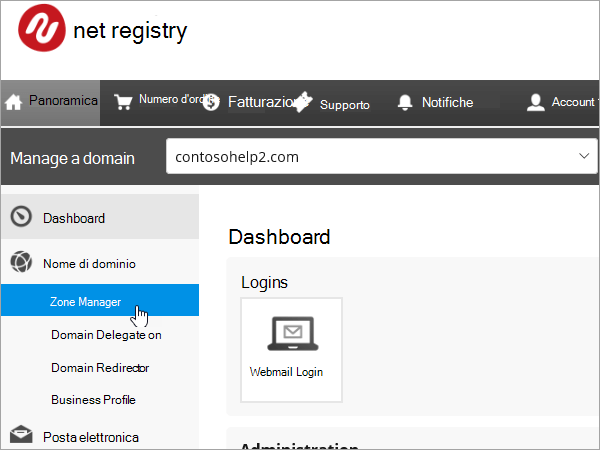 net registry
Panoramica
Numero d'ordi
Fatturazion
Supporto
Notifiche
Account
Manage a domain
contosohelp2.com
Dashboard
Nome di dominio
Zone Manager
Domain Delegate on
Domain Redirector
Business Profile
Posta elettronica
Dashboard
Logins
Webmail Login
Administration